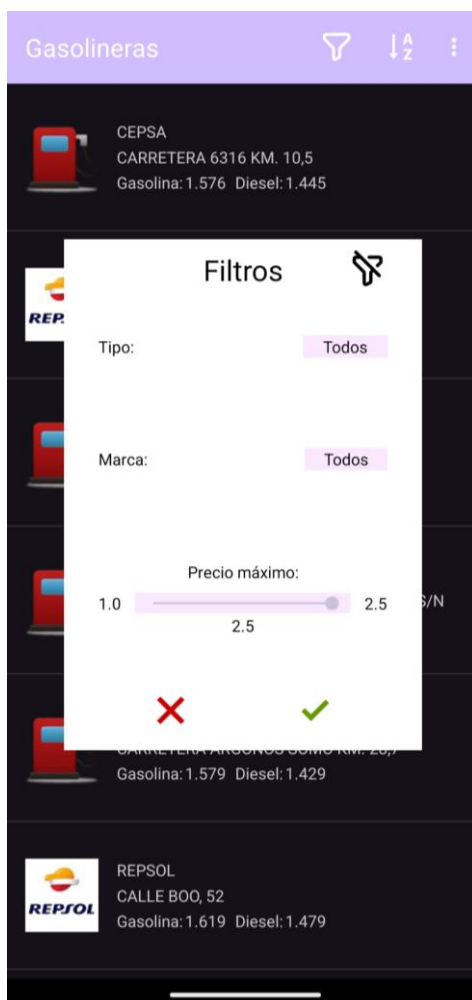 Gasolineras
A
Z
CEPSA
CARRETERA 6316 KM. 10,5
Gasolina: 1.576 Diesel: 1.445
Filtros
Tipo: Todos
Marca: Todos
Precio máximo:
1.0 2.5
2.5
S/N
Gasolina: 1.579 Diesel: 1.429
REPSOL
REPSOL
CALLE BOO, 52
Gasolina: 1.619 Diesel: 1.479